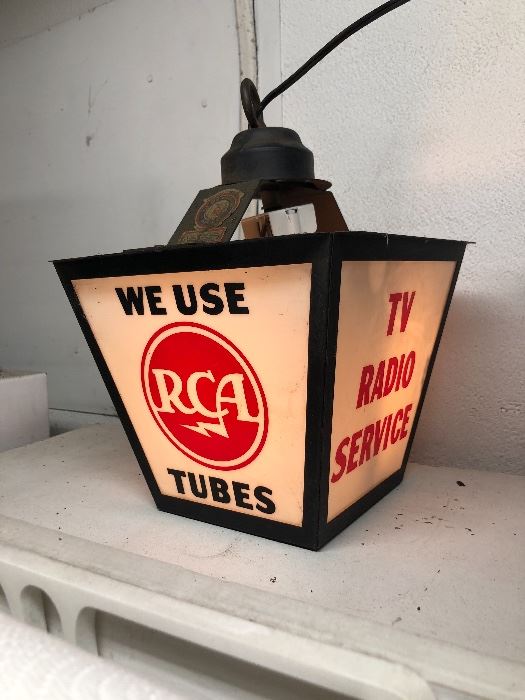 WE USE
RCA
TUBES
TV
RADIO
SERVICE